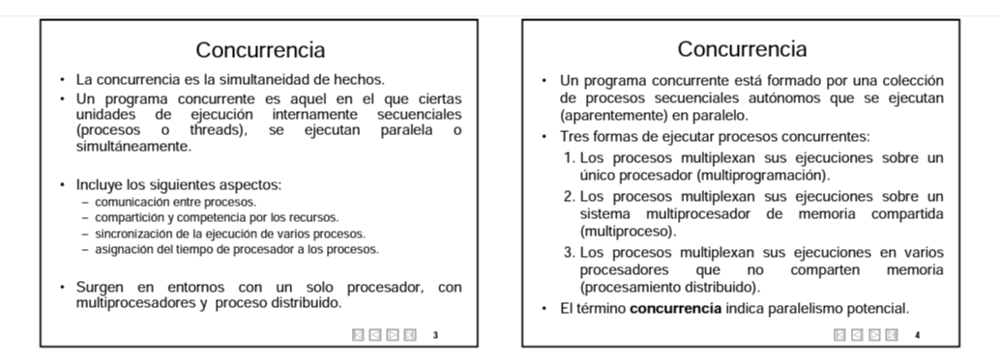 Concurrencia
• La concurrencia es la simultaneidad de hechos.
• Un programa concurrente es aquel en el que ciertas
unidades de ejecución internamente secuenciales
(procesos o threads), se ejecutan paralela o
simultáneamente.
• Incluye los siguientes aspectos:
– comunicación entre procesos.
– compartición y competencia por los recursos.
– sincronización de la ejecución de varios procesos.
– asignación del tiempo de procesador a los procesos.
• Surgen en entornos con un solo procesador, con
multiprocesadores y proceso distribuido.
3
Concurrencia
• Un programa concurrente está formado por una colección
de procesos secuenciales autónomos que se ejecutan
(aparentemente) en paralelo.
• Tres formas de ejecutar procesos concurrentes:
1. Los procesos multiplexan sus ejecuciones sobre un
único procesador (multiprogramación).
2. Los procesos multiplexan sus ejecuciones sobre un
sistema multiprocesador de memoria compartida
(multiproceso).
3. Los procesos multiplexan sus ejecuciones en varios
procesadores que no comparten memoria
(procesamiento distribuido).
• El término concurrencia indica paralelismo potencial.
4